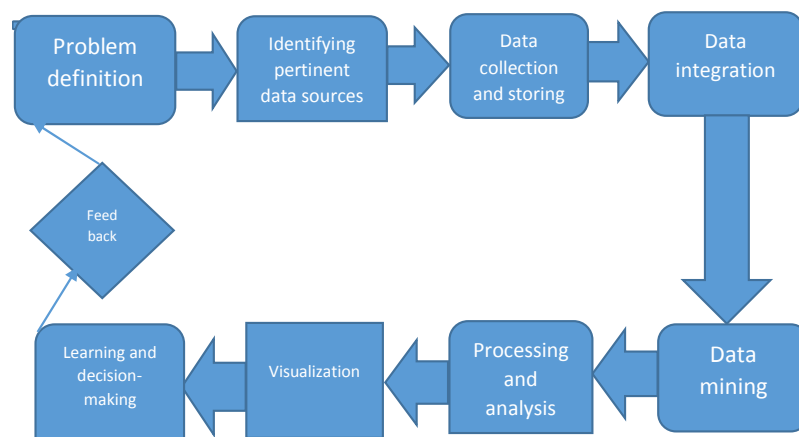 Problem
definition
Identifying
pertinent
data sources
Data
collection
and storing
Data
integration
Data
mining
Processing
and
analysis
Visualization
Learning and
decision-
making
Feed
back